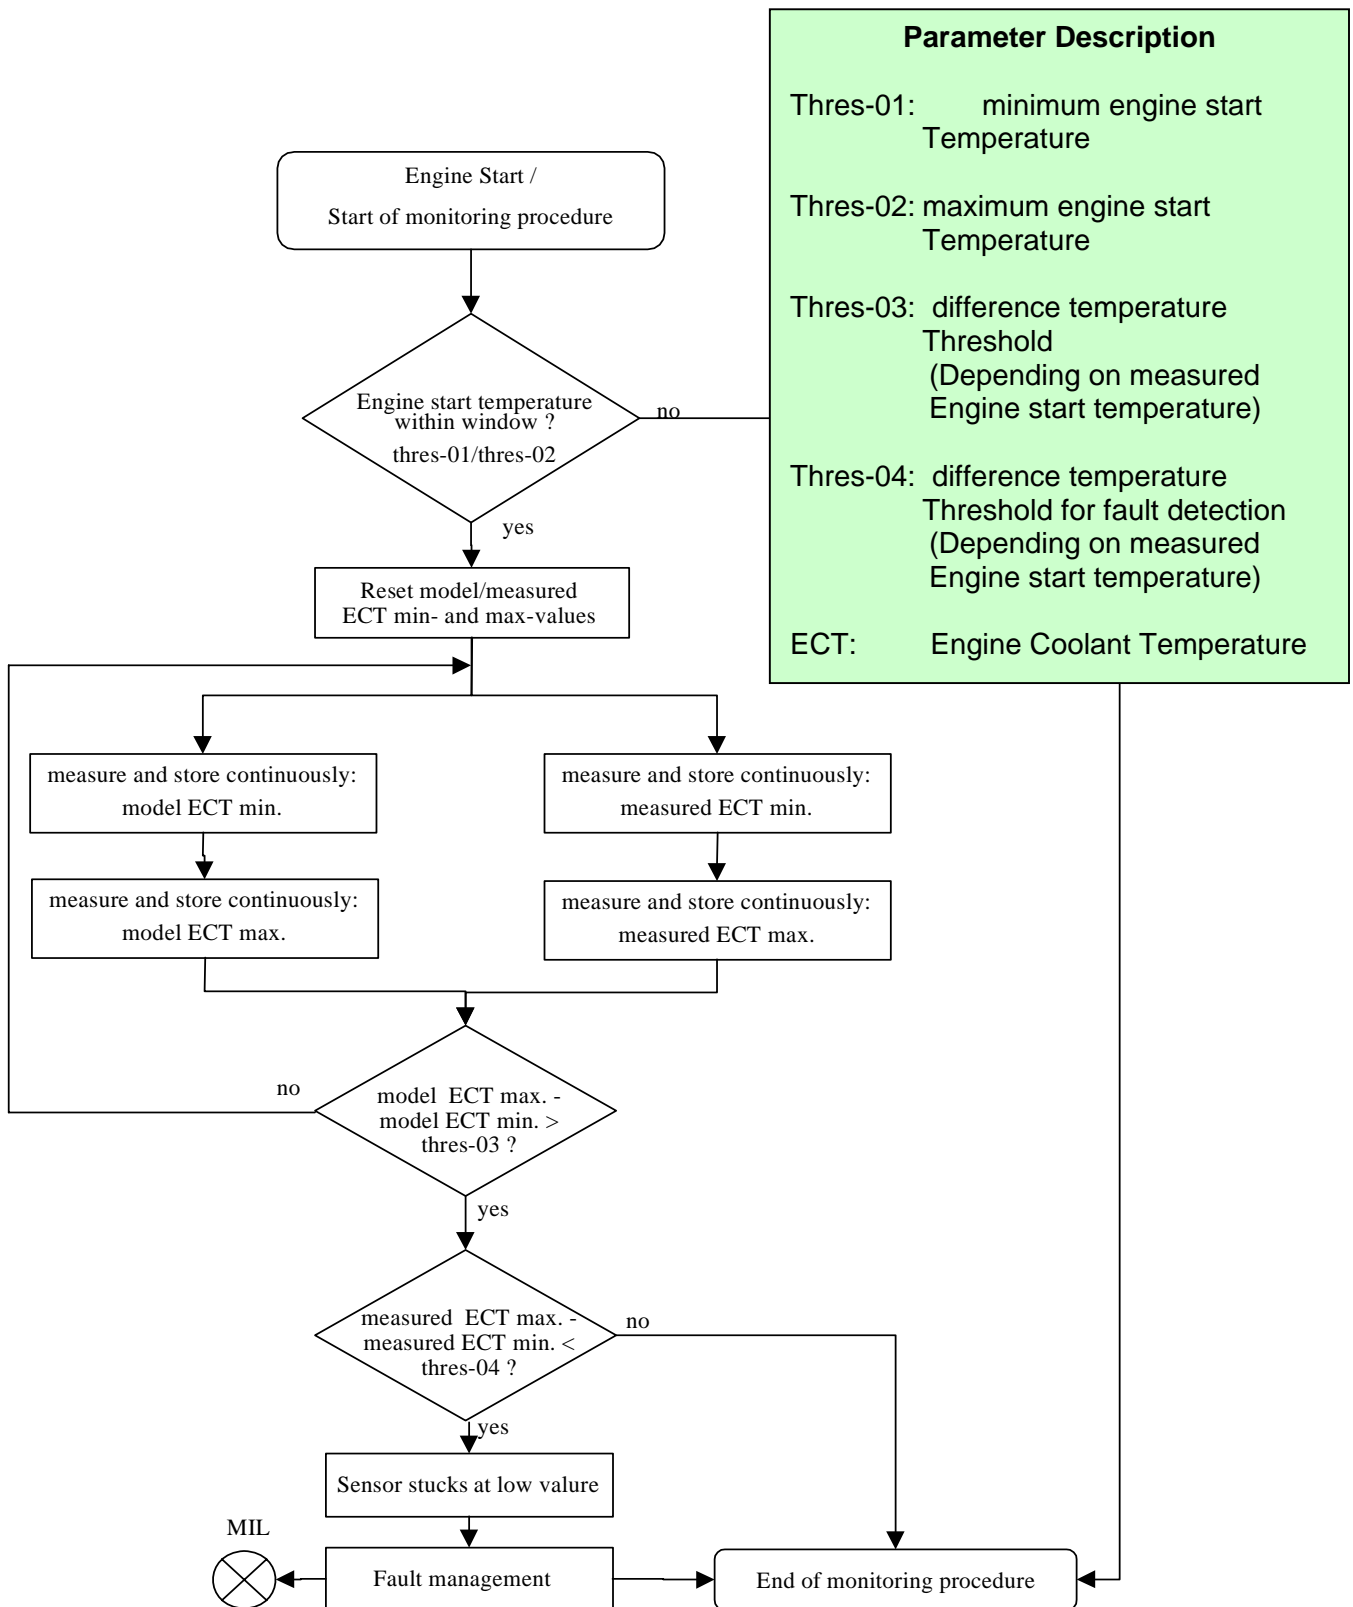 Parameter Description
Thres-01: minimum engine start
Temperature
Thres-02: maximum engine start
Temperature
Thres-03: difference temperature
Threshold
(Depending on measured
Engine start temperature)
Thres-04: difference temperature
Threshold for fault detection
(Depending on measured
Engine start temperature)
ECT: Engine Coolant Temperature
Engine Start /
Start of monitoring procedure
Engine start temperature
within window ?
thres-01/thres-02
no
yes
Reset model/measured
ECT min- and max-values
measure and store continuously:
model ECT min.
measure and store continuously:
measured ECT min.
measure and store continuously:
model ECT max.
measure and store continuously:
measured ECT max.
no
model ECT max. -
model ECT min. >
thres-03 ?
yes
measured ECT max. -
measured ECT min. <
thres-04 ?
no
yes
Sensor stucks at low valure
MIL
Fault management
End of monitoring procedure